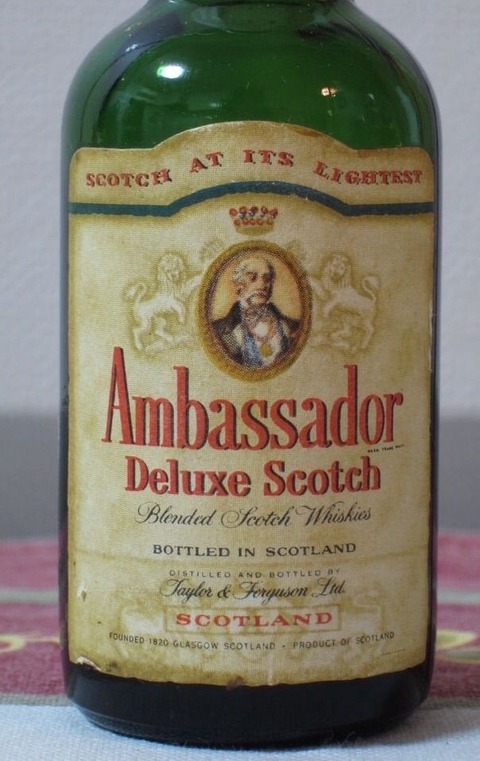 SCOTCH AT ITS LIGHTEST
Ambassador
Deluxe Scotch
Blended Scotch Whiskies
BOTTLED IN SCOTLAND
DISTILLED AND BOTTLED BY
Taylor & Ferguson Ltd.
SCOTLAND
FOUNDED 1820 GLASGOW SCOTLAND - PRODUCT OF SCOTLAND